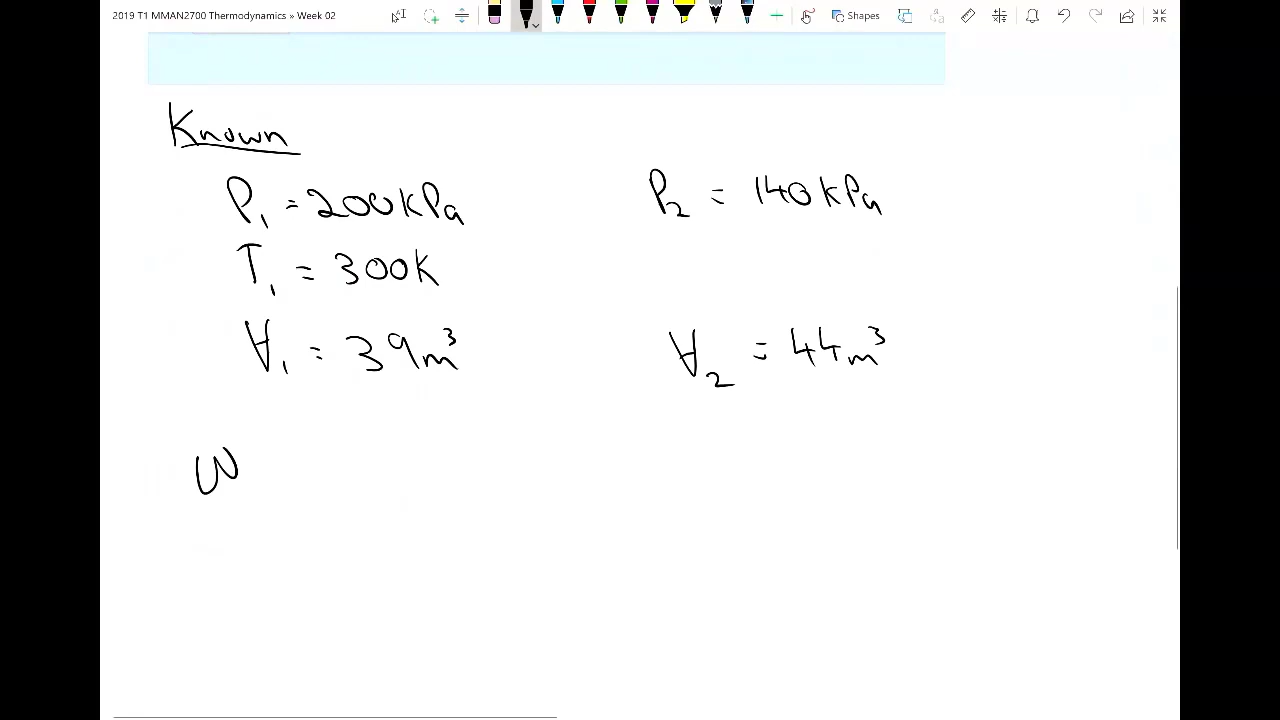 2019 T1 MMAN2700 Thermodynamics » Week 02
Shapes
Known
P₁ = 200kPa
P₂ = 140kPa
T₁ = 300K
V₁ = 39m³
V₂ = 44m³
W